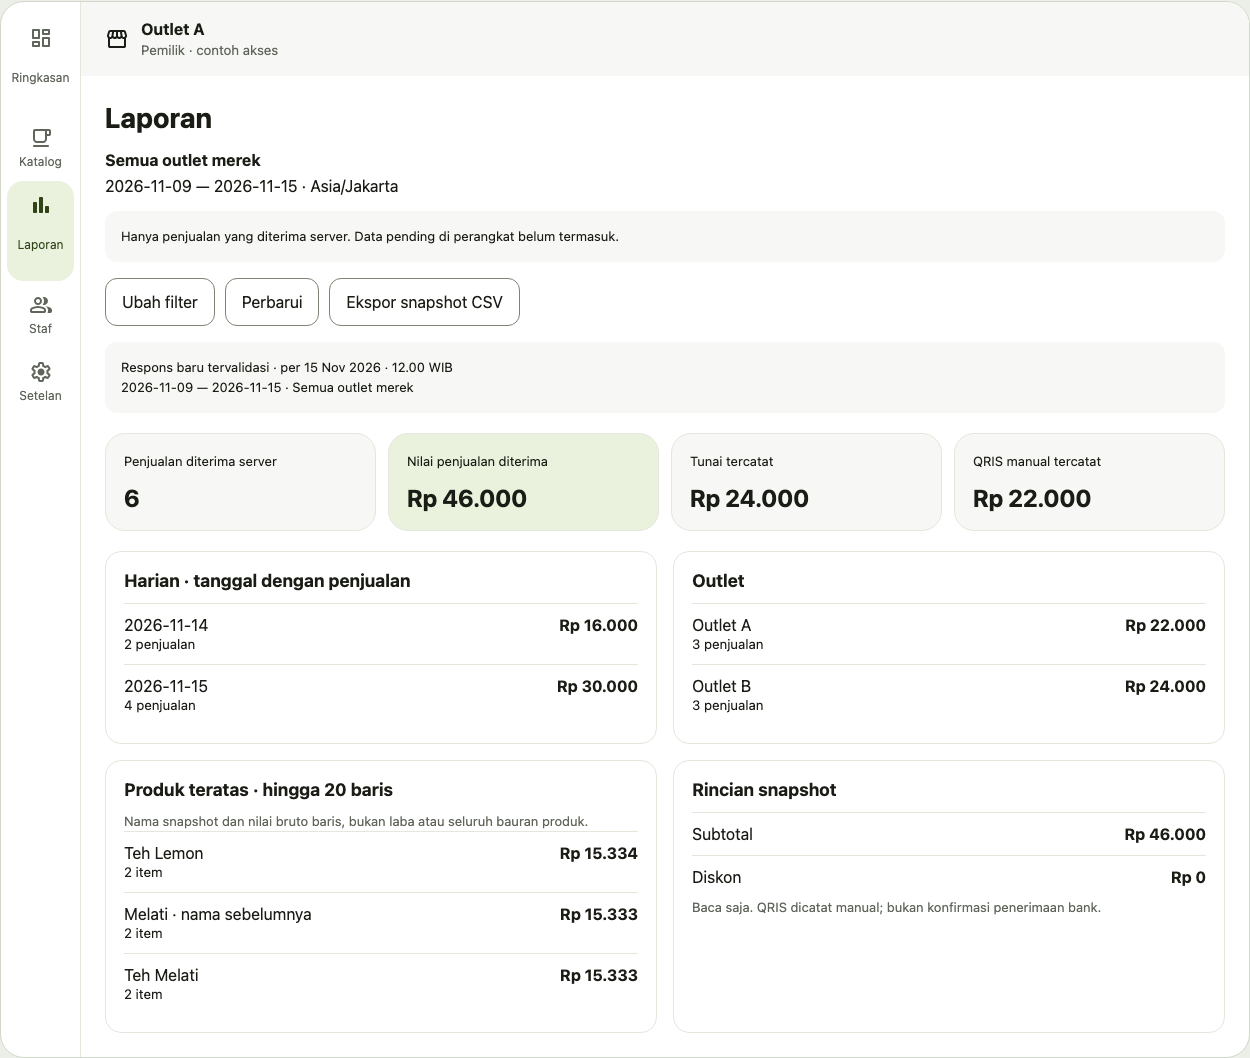 Outlet A
Pemilik · contoh akses
Ringkasan
Katalog
Laporan
Staf
Setelan
Laporan
Semua outlet merek
2026-11-09 — 2026-11-15 · Asia/Jakarta
Hanya penjualan yang diterima server. Data pending di perangkat belum termasuk.
Ubah filter
Perbarui
Ekspor snapshot CSV
Respons baru tervalidasi · per 15 Nov 2026 · 12.00 WIB
2026-11-09 — 2026-11-15 · Semua outlet merek
Penjualan diterima server
6
Nilai penjualan diterima
Rp 46.000
Tunai tercatat
Rp 24.000
QRIS manual tercatat
Rp 22.000
Harian · tanggal dengan penjualan
2026-11-14
Rp 16.000
2 penjualan
2026-11-15
Rp 30.000
4 penjualan
Outlet
Outlet A
Rp 22.000
3 penjualan
Outlet B
Rp 24.000
3 penjualan
Produk teratas · hingga 20 baris
Nama snapshot dan nilai bruto baris, bukan laba atau seluruh bauran produk.
Teh Lemon
Rp 15.334
2 item
Melati · nama sebelumnya
Rp 15.333
2 item
Teh Melati
Rp 15.333
2 item
Rincian snapshot
Subtotal
Rp 46.000
Diskon
Rp 0
Baca saja. QRIS dicatat manual; bukan konfirmasi penerimaan bank.